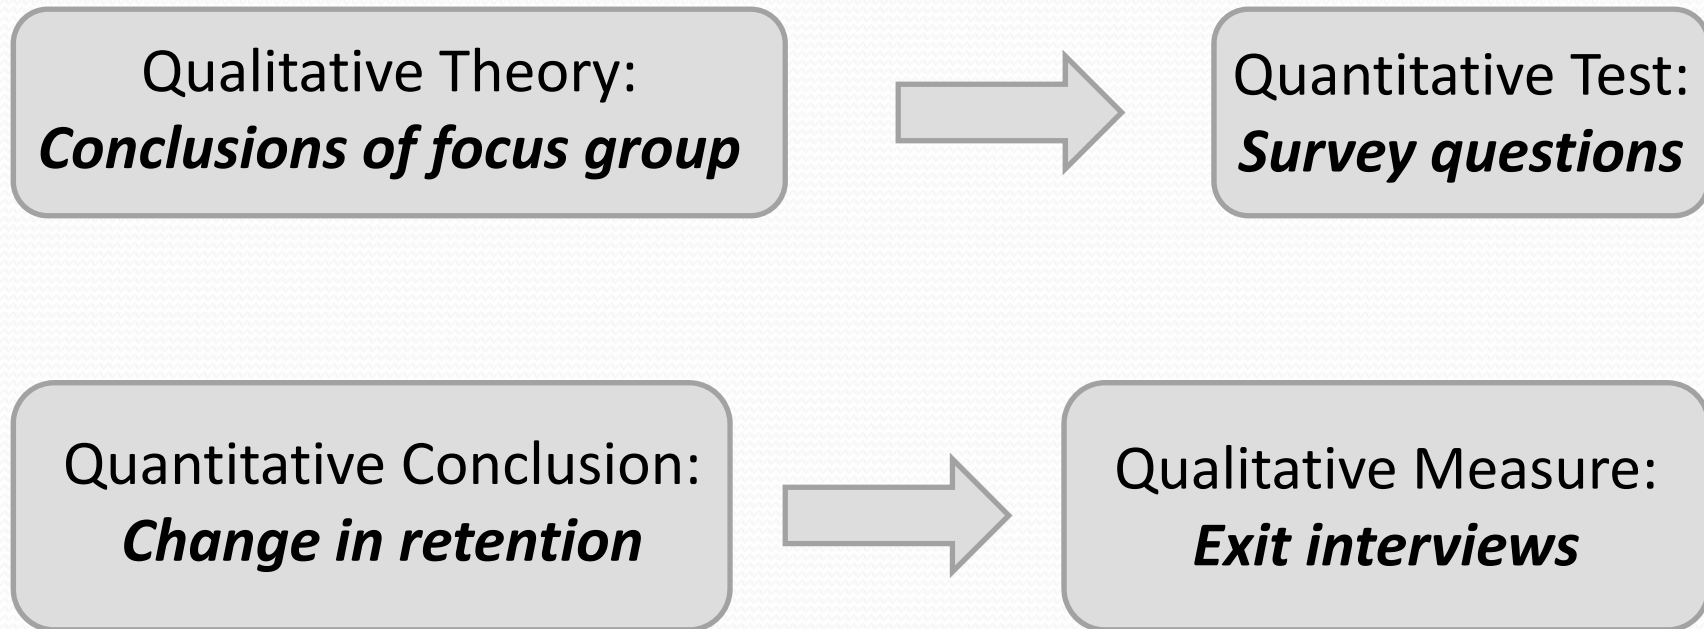 Qualitative Theory:
Conclusions of focus group
Quantitative Test:
Survey questions
Quantitative Conclusion:
Change in retention
Qualitative Measure:
Exit interviews